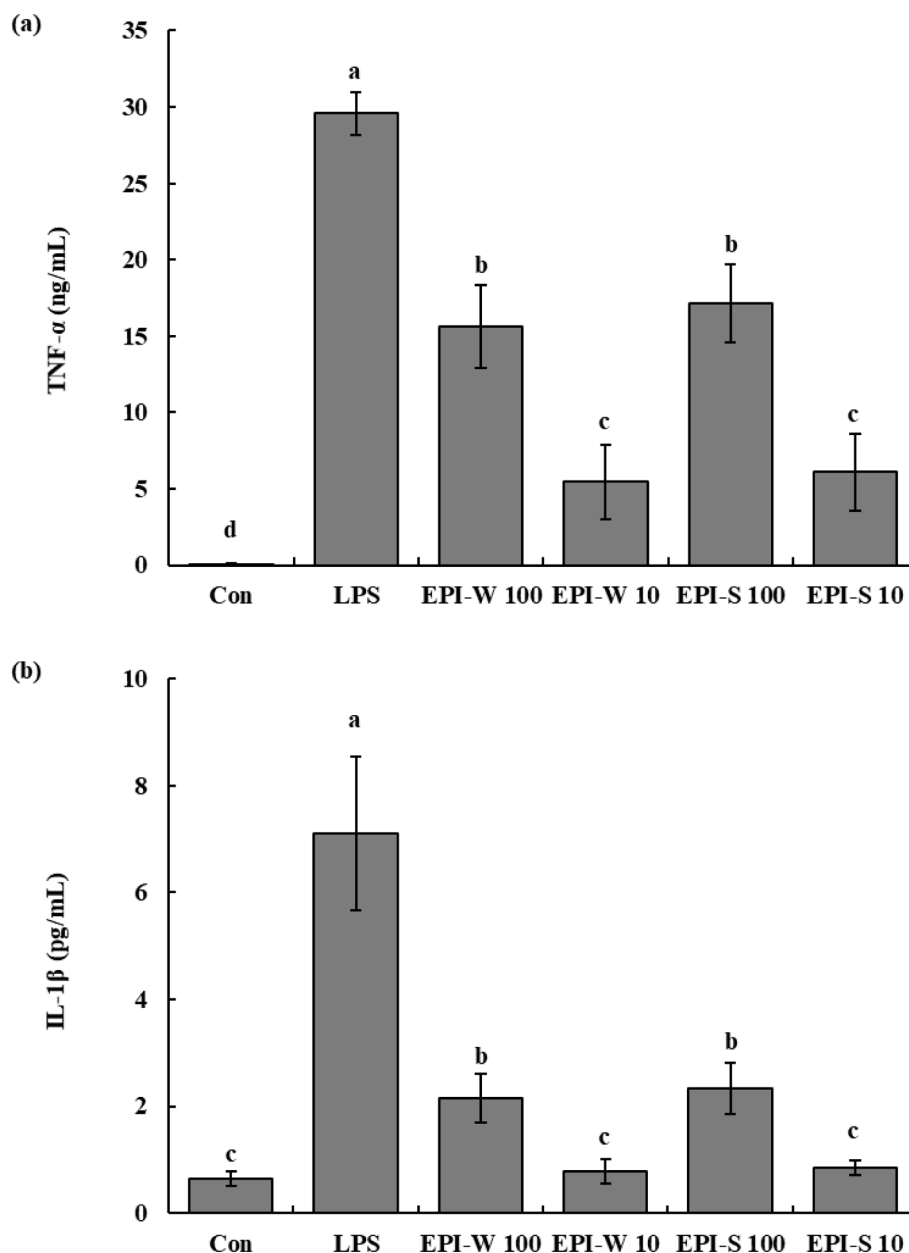 (a)
35
30
25
20
15
10
5
0
TNF-α (ng/mL)
a
b
b
c
c
d
Con LPS EPI-W 100 EPI-W 10 EPI-S 100 EPI-S 10
(b)
10
8
6
4
2
0
IL-1β (pg/mL)
a
b
b
c
c
c
Con LPS EPI-W 100 EPI-W 10 EPI-S 100 EPI-S 10